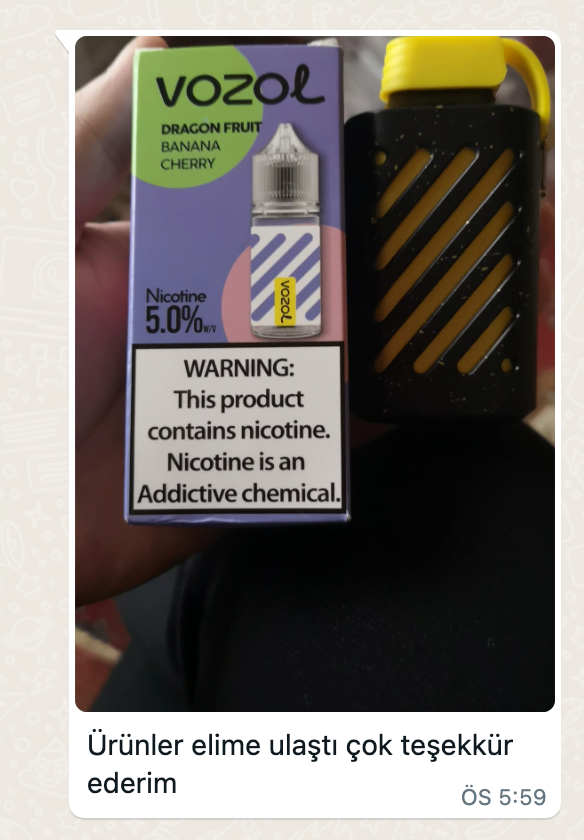 VOZOL
DRAGON FRUIT
BANANA
CHERRY
VOZOL
Nicotine
5.0% w/v
WARNING:
This product
contains nicotine.
Nicotine is an
Addictive chemical.
Ürünler elime ulaştı çok teşekkür
ederim
ÖS 5:59